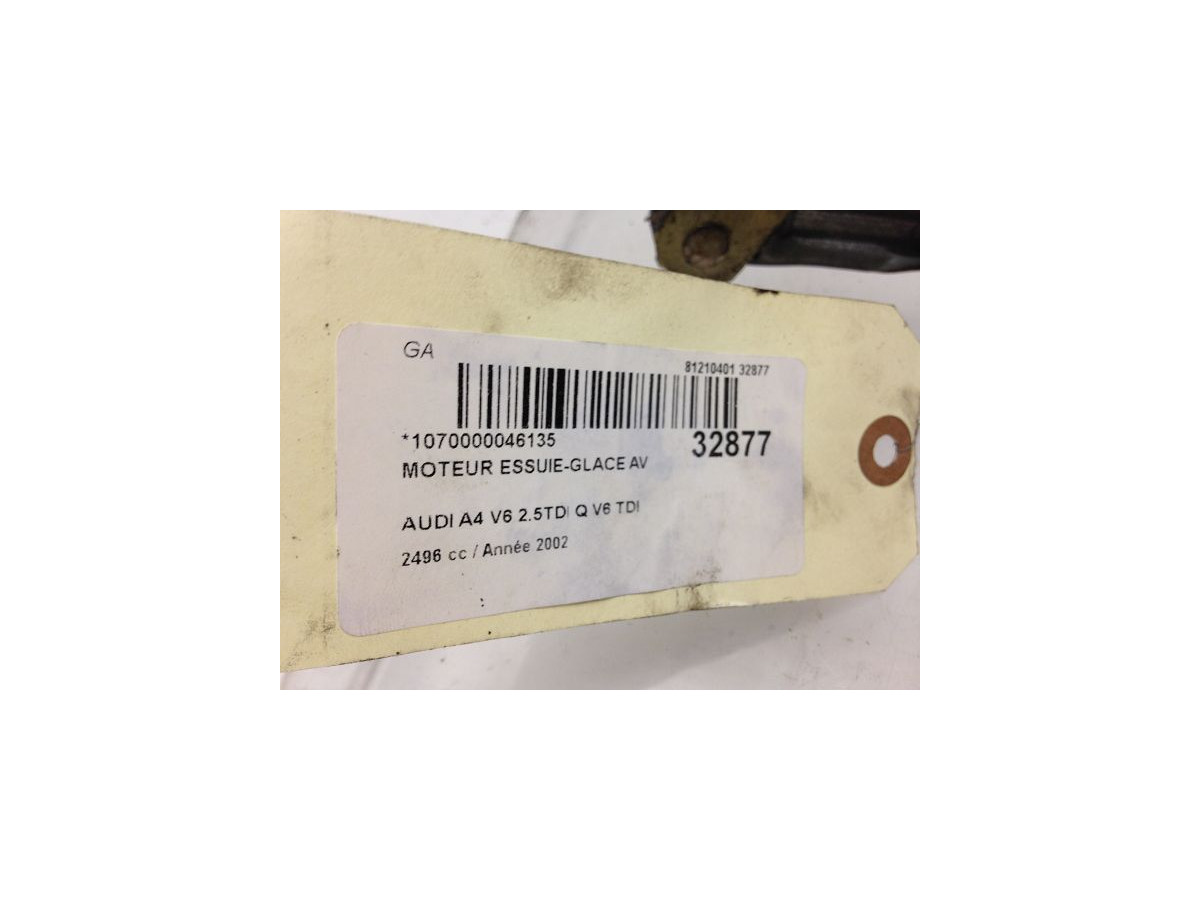 GA
81210401 32877
*1070000046135
32877
MOTEUR ESSUIE-GLACE AV
AUDI A4 V6 2.5TDI Q V6 TDI
2496 cc / Année 2002